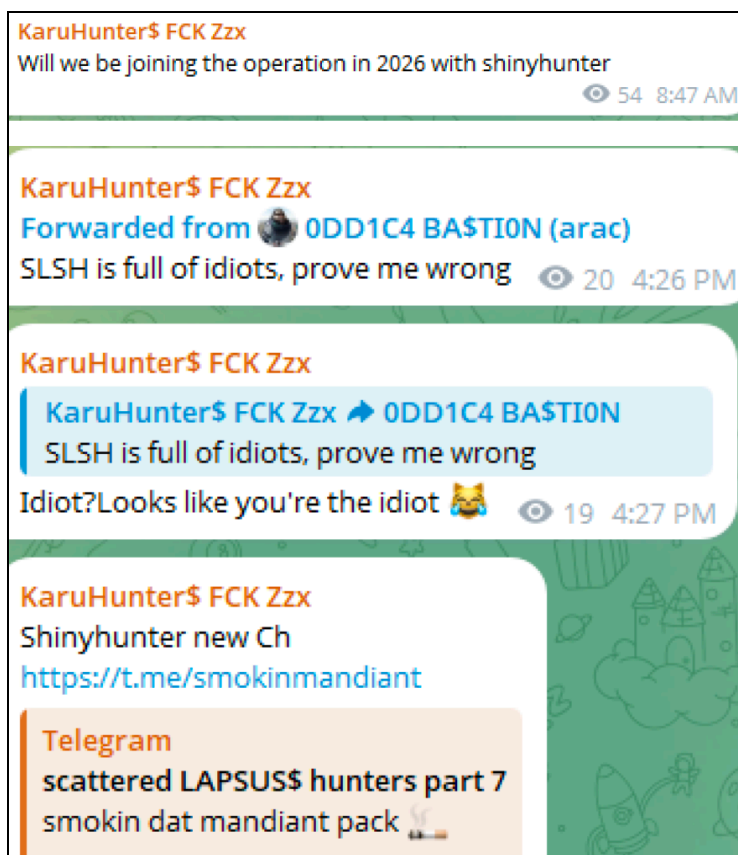 KaruHunter$ FCK Zzx
Will we be joining the operation in 2026 with shinyhunter
54 8:47 AM
KaruHunter$ FCK Zzx
Forwarded from 0DD1C4 BA$TI0N (arac)
SLSH is full of idiots, prove me wrong 20 4:26 PM
KaruHunter$ FCK Zzx
KaruHunter$ FCK Zzx 0DD1C4 BA$TI0N
SLSH is full of idiots, prove me wrong
Idiot?Looks like you're the idiot 😹 19 4:27 PM
KaruHunter$ FCK Zzx
Shinyhunter new Ch
https://t.me/smokinmandiant
Telegram
scattered LAPSUS$ hunters part 7
smokin dat mandiant pack 🚬